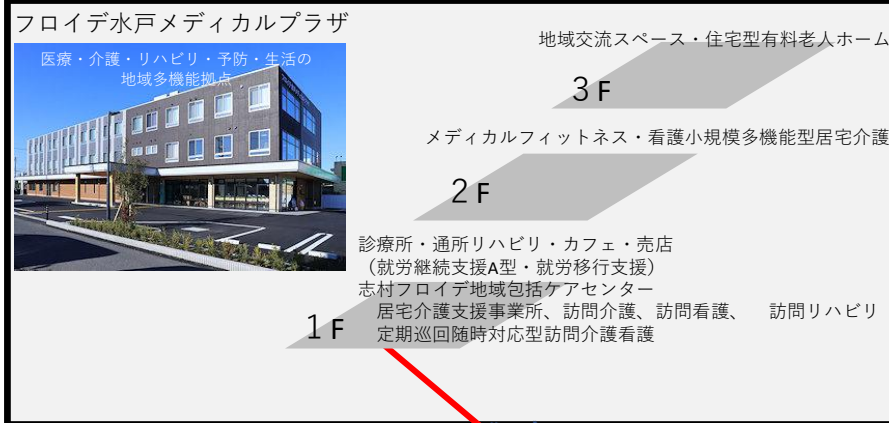 フロイデ水戸メディカルプラザ
医療・介護・リハビリ・予防・生活の
地域多機能拠点
地域交流スペース・住宅型有料老人ホーム
3F
メディカルフィットネス・看護小規模多機能型居宅介護
2F
診療所・通所リハビリ・カフェ・売店
（就労継続支援A型・就労移行支援）
志村フロイデ地域包括ケアセンター
居宅介護支援事業所、訪問介護、訪問看護、　訪問リハビリ
1F
定期巡回随時対応型訪問介護看護